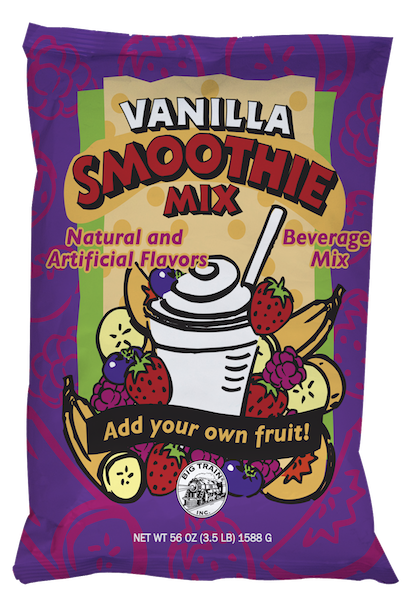 VANILLA
SMOOTHIE
MIX
Natural and
Artificial Flavors
Beverage
Mix
Add your own fruit!
BIG TRAIN
INC.
NET WT 56 OZ (3.5 LB) 1588 G